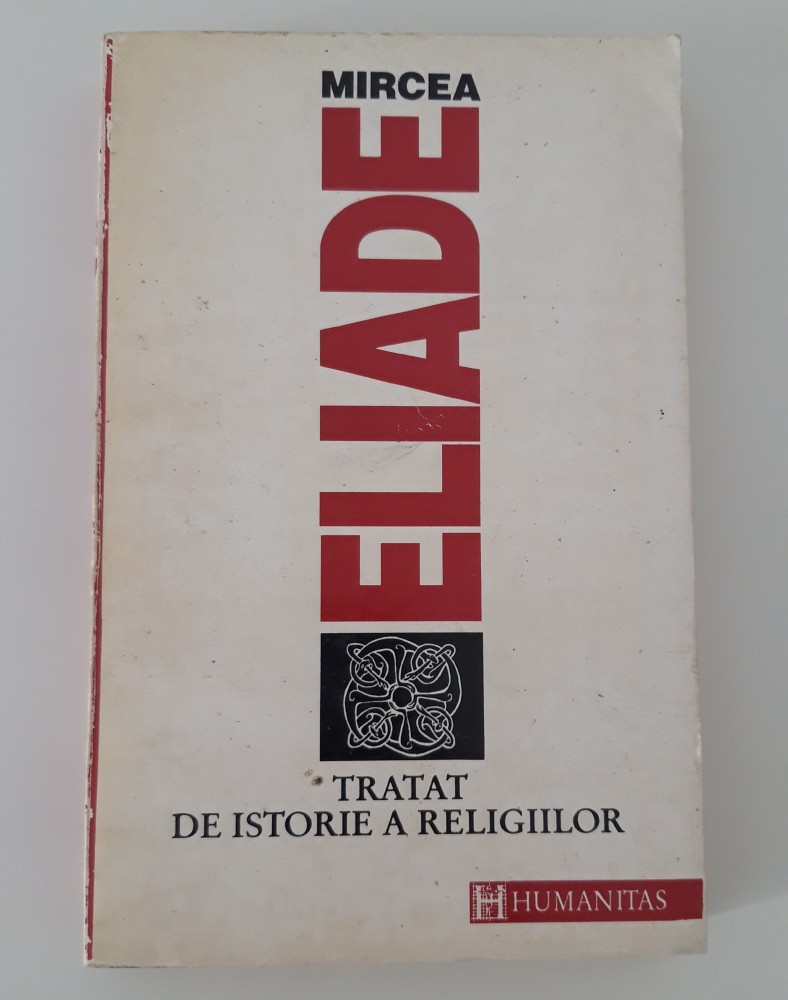 MIRCEA
ELIADE
TRATAT
DE ISTORIE A RELIGIILOR
HUMANITAS